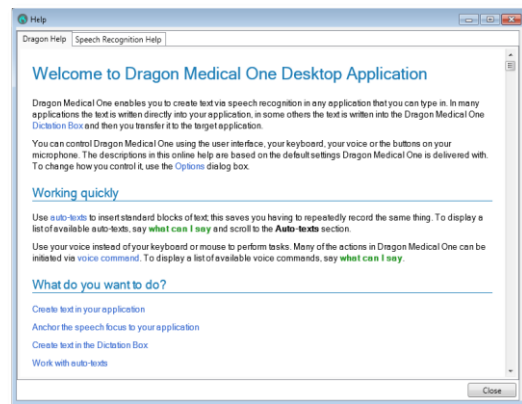 Help
Dragon Help
Speech Recognition Help
Welcome to Dragon Medical One Desktop Application
Dragon Medical One enables you to create text via speech recognition in any application that you can type in. In many
applications the text is written directly into your application, in some others the text is written into the Dragon Medical One
Dictation Box and then you transfer it to the target application.
You can control Dragon Medical One using the user interface, your keyboard, your voice or the buttons on your
microphone. The descriptions in this online help are based on the default settings Dragon Medical One is delivered with.
To change how you control it, use the Options dialog box.
Working quickly
Use auto-texts to insert standard blocks of text; this saves you having to repeatedly record the same thing. To display a
list of available auto-texts, say what can I say and scroll to the Auto-texts section.
Use your voice instead of your keyboard or mouse to perform tasks. Many of the actions in Dragon Medical One can be
initiated via voice command. To display a list of available voice commands, say what can I say.
What do you want to do?
Create text in your application
Anchor the speech focus to your application
Create text in the Dictation Box
Work with auto-texts
Close